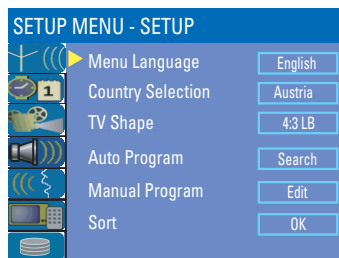 SETUP MENU - SETUP
Menu Language English
Country Selection Austria
TV Shape 4:3 LB
Auto Program Search
Manual Program Edit
Sort OK
1